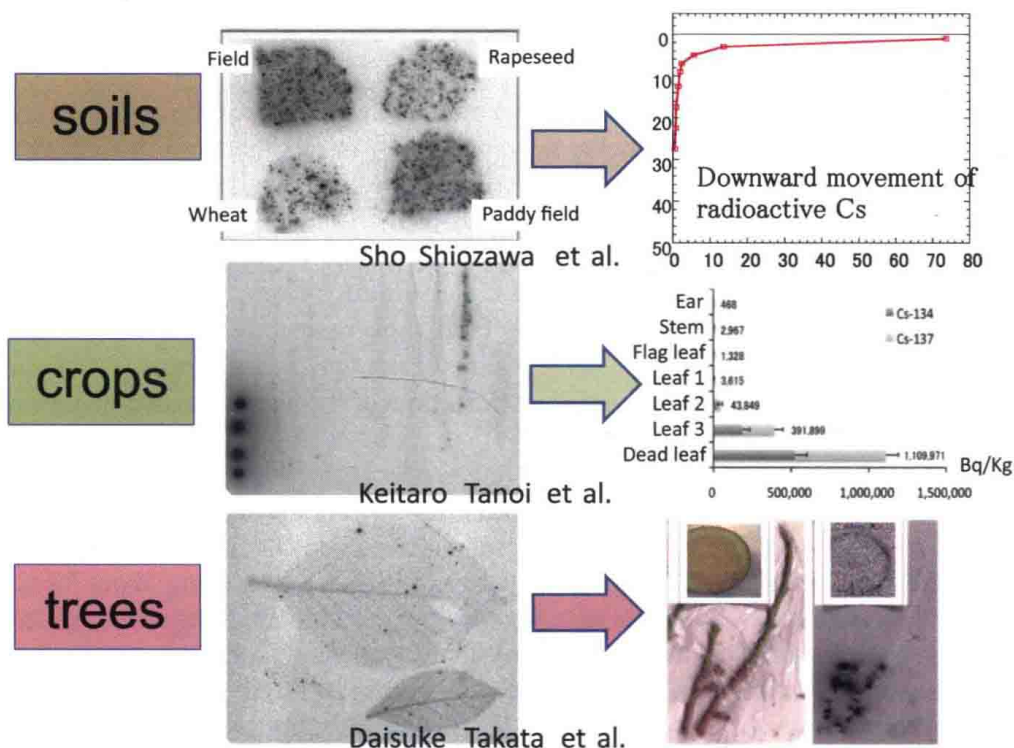 soils
Field
Rapeseed
Wheat
Paddy field
Sho Shiozawa et al.
0
10
20
30
40
50
Downward movement of
radioactive Cs
0 10 20 30 40 50 60 70 80
crops
Keitaro Tanoi et al.
Ear 468
Stem 2,967
Flag leaf 1,328
Leaf 1 3,615
Leaf 2 43,649
Leaf 3 391,899
Dead leaf 1,109,971
Cs-134
Cs-137
Bq/Kg
0 500,000 1,000,000 1,500,000
trees
Daisuke Takata et al.